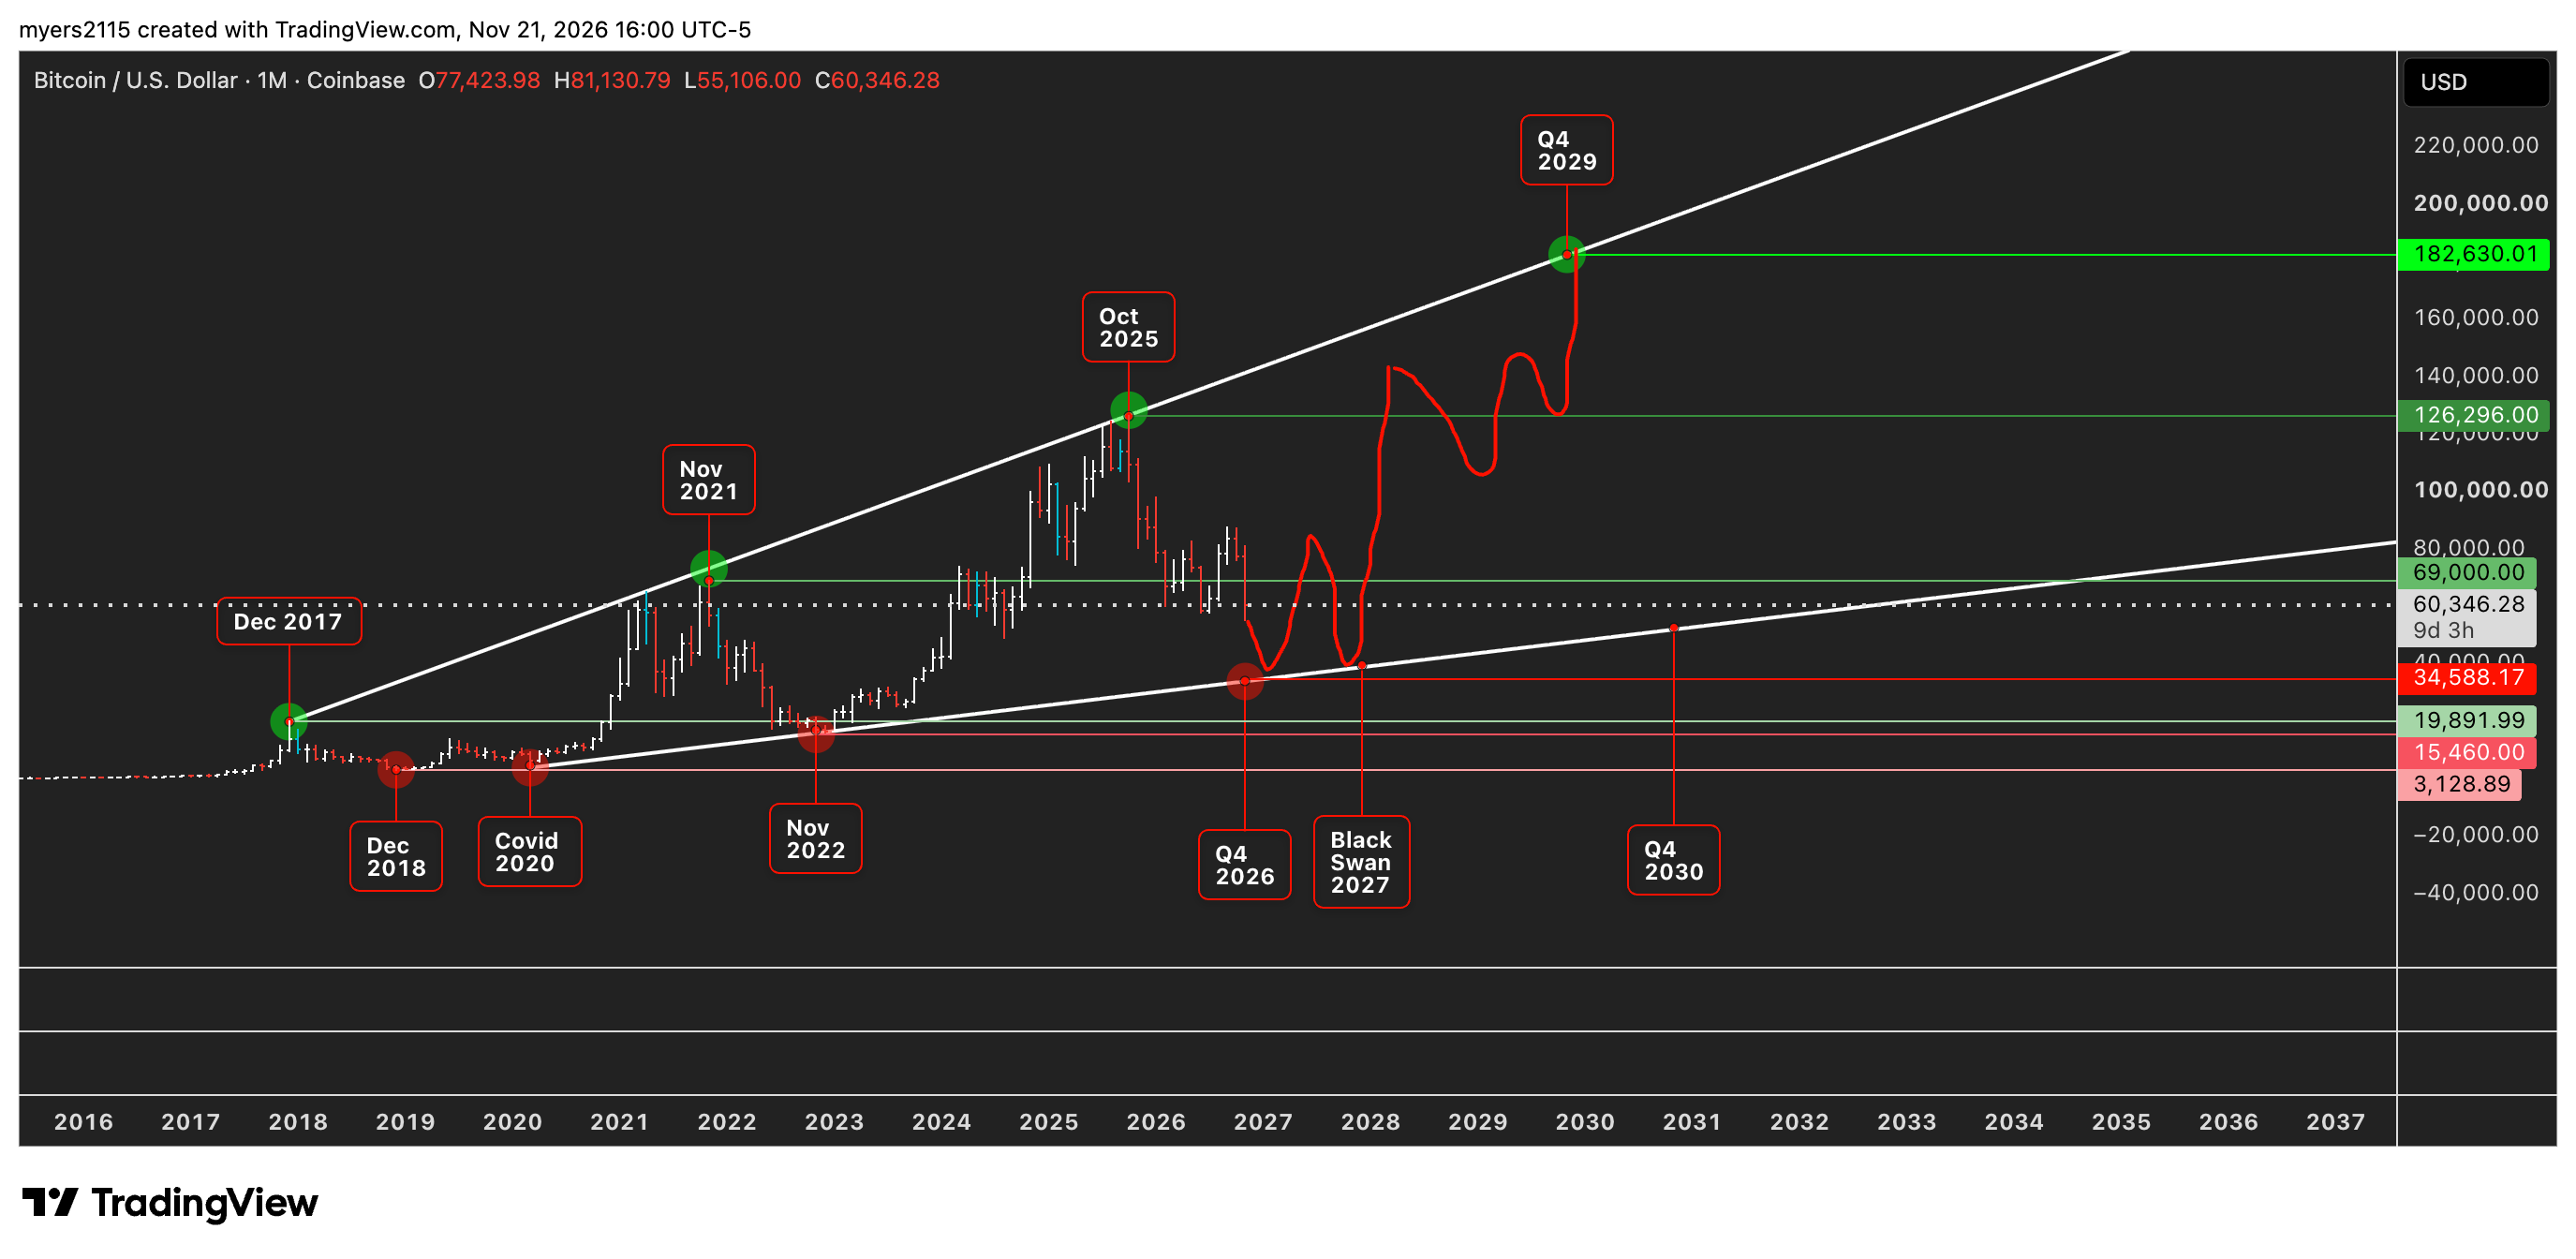 myers2115 created with TradingView.com, Nov 21, 2026 16:00 UTC-5
Bitcoin / U.S. Dollar · 1M · Coinbase O77,423.98 H81,130.79 L55,106.00 C60,346.28
USD
Q4
2029
220,000.00
200,000.00
182,630.01
Oct
2025
160,000.00
140,000.00
126,296.00
120,000.00
Nov
2021
100,000.00
80,000.00
69,000.00
60,346.28
9d 3h
Dec 2017
40,000.00
34,588.17
19,891.99
15,460.00
3,128.89
Dec
2018
Covid
2020
Nov
2022
Q4
2026
Black
Swan
2027
Q4
2030
−20,000.00
−40,000.00
2016 2017 2018 2019 2020 2021 2022 2023 2024 2025 2026 2027 2028 2029 2030 2031 2032 2033 2034 2035 2036 2037
TradingView